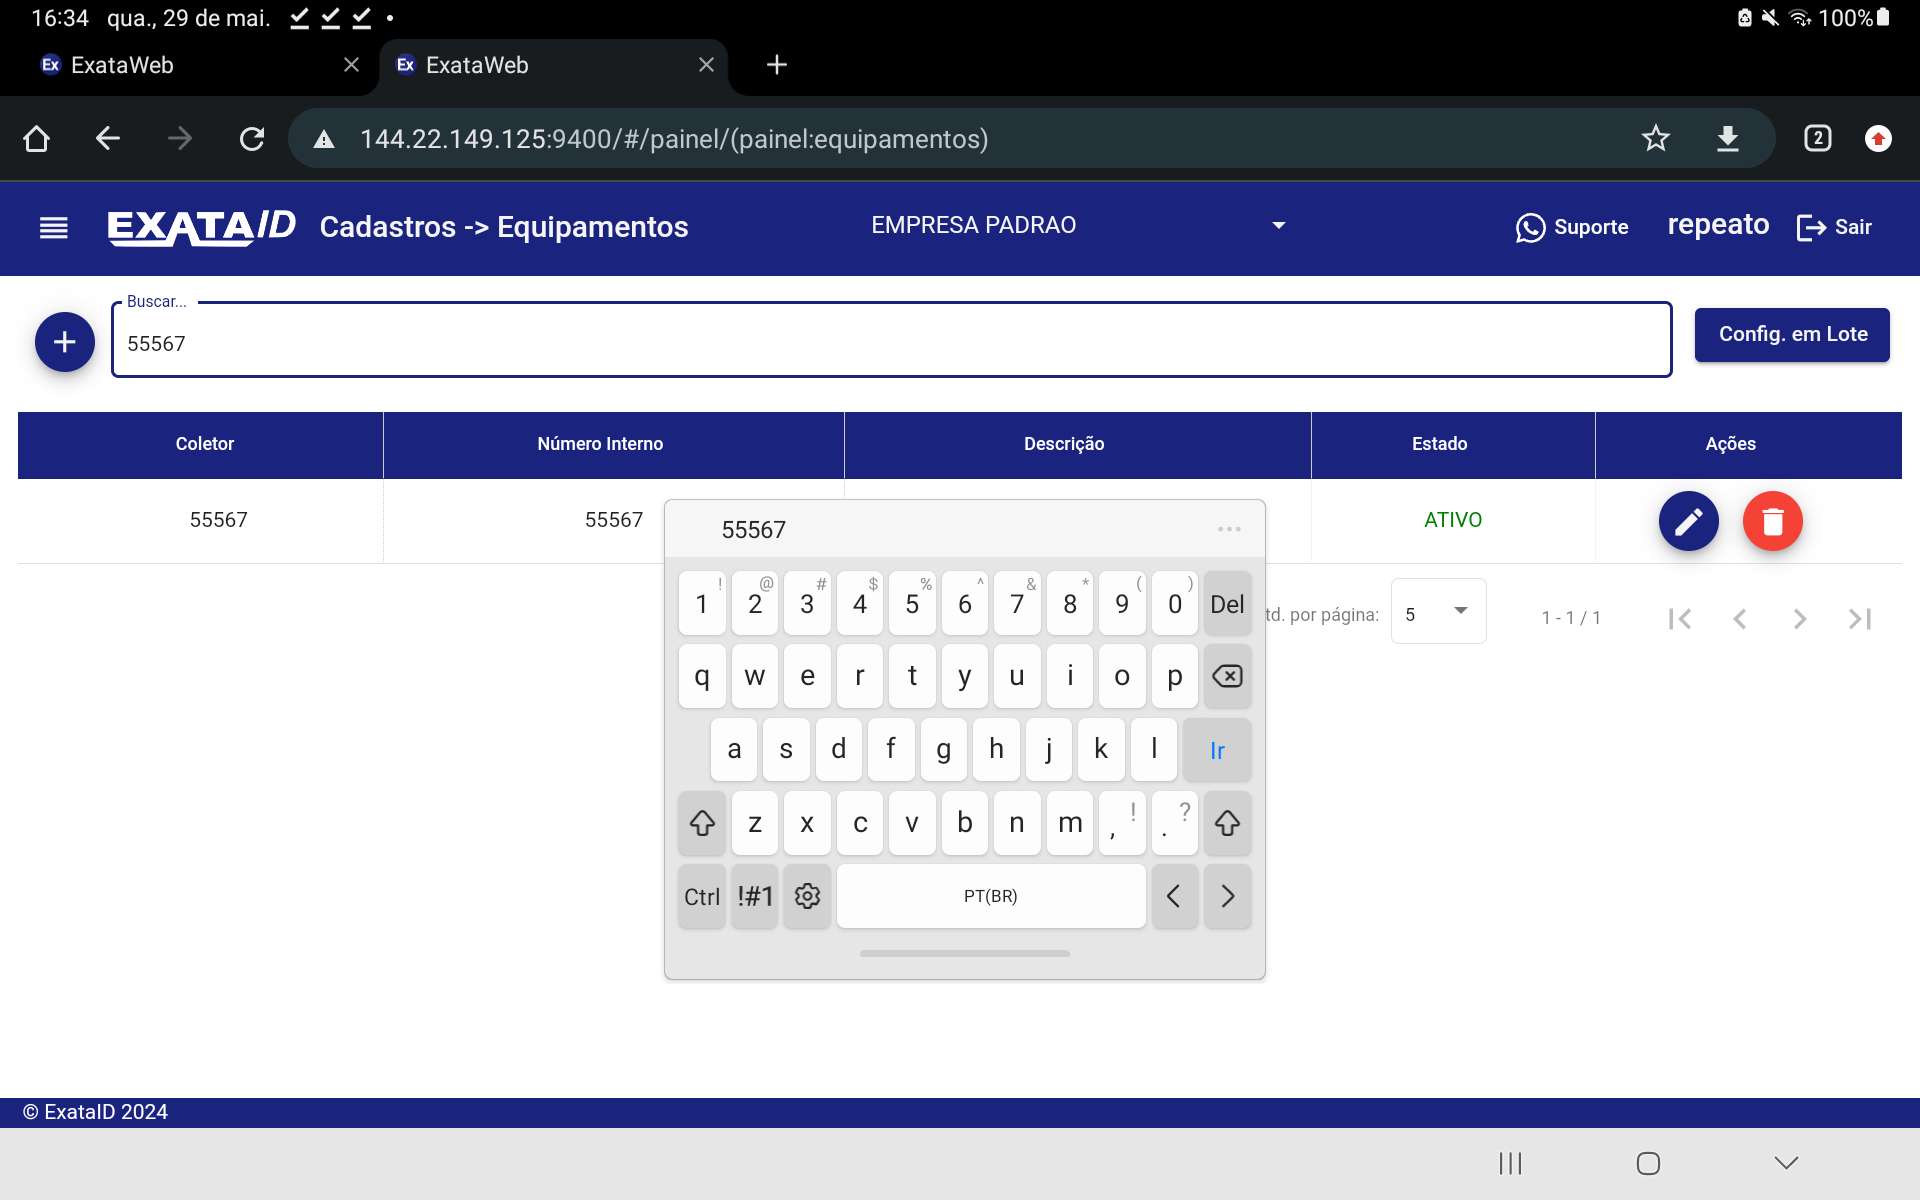 16:34 qua., 29 de mai. 100%
Ex ExataWeb Ex ExataWeb
144.22.149.125:9400/#/painel/(painel:equipamentos) 2
EXATAID Cadastros -> Equipamentos EMPRESA PADRAO Suporte repeato Sair
Buscar...
55567
Config. em Lote
Coletor Número Interno Descrição Estado Ações
55567 55567 ATIVO
td. por página: 5 1 - 1 / 1
55567
! @ # $ % ^ & * ( )
1 2 3 4 5 6 7 8 9 0 Del
q w e r t y u i o p
a s d f g h j k l Ir
z x c v b n m , ! . ?
Ctrl !#1 PT(BR) < >
© ExataID 2024